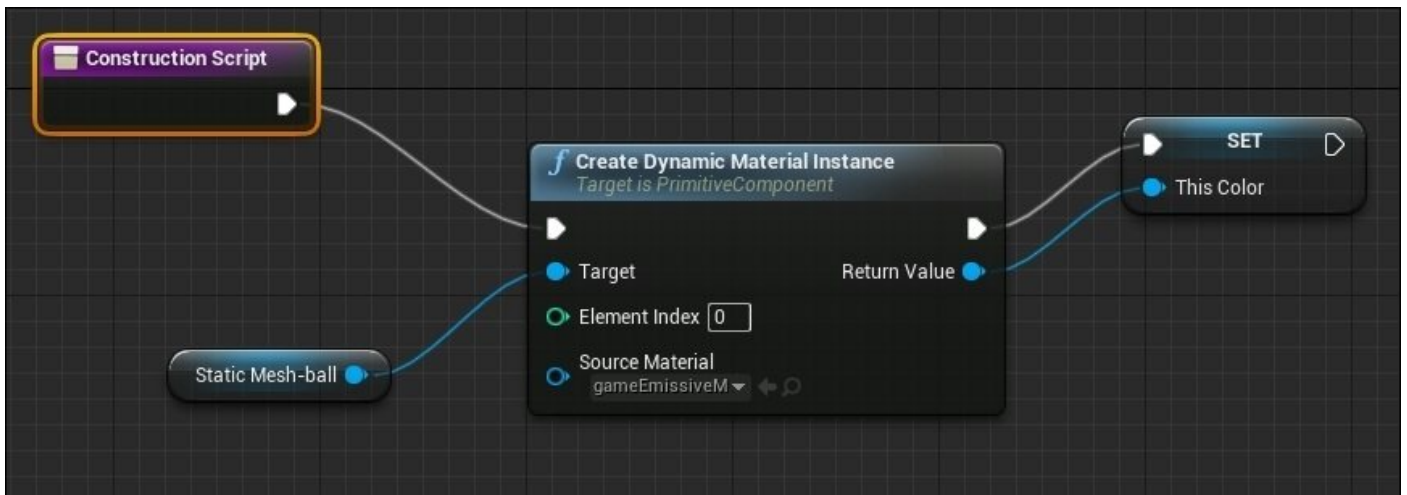 Construction Script
f Create Dynamic Material Instance
Target is PrimitiveComponent
SET
This Color
Target
Return Value
Element Index 0
Source Material
gameEmissiveM
Static Mesh-ball